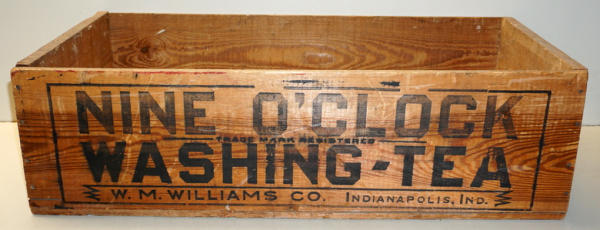 NINE O'CLOCK
TRADE MARK REGISTERED
WASHING-TEA
W. M. WILLIAMS CO. INDIANAPOLIS, IND.